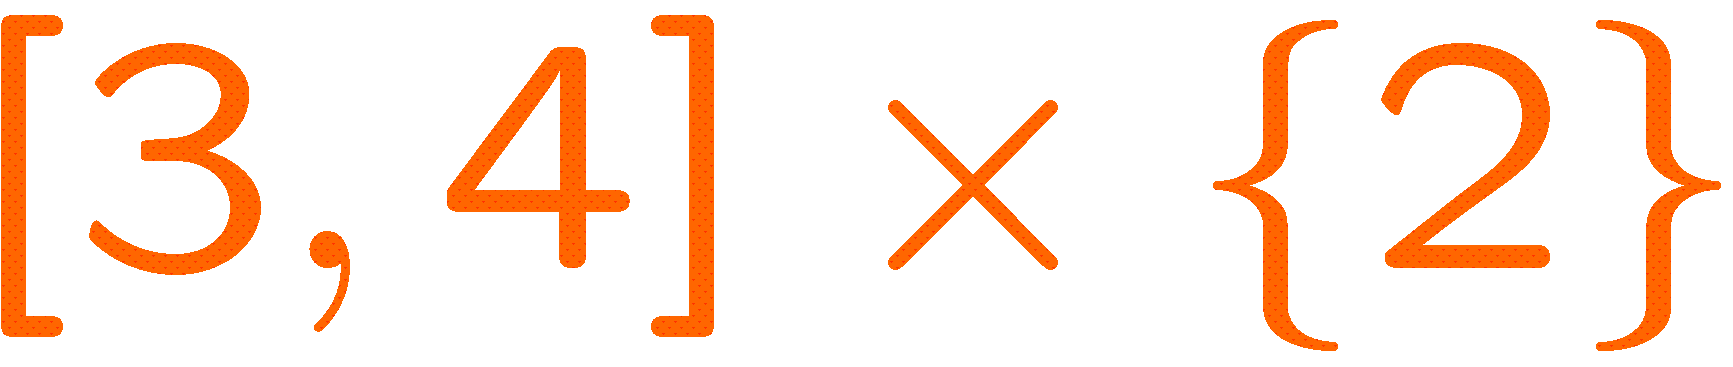 [3, 4] × {2}